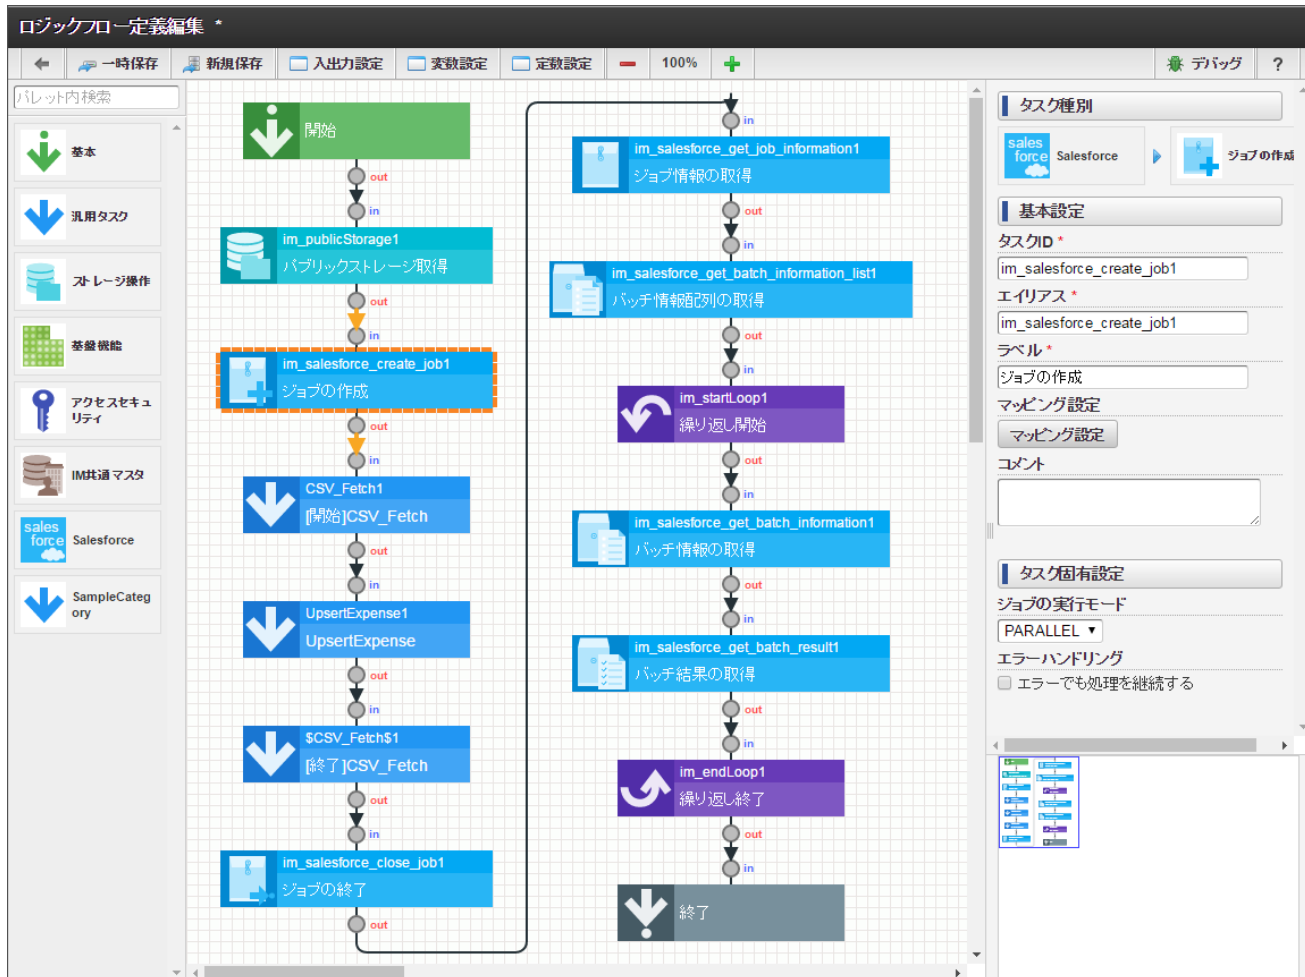 ロジックフロー定義編集 *
一時保存
新規保存
入出力設定
変数設定
定数設定
100%
デバッグ
?
パレット内検索
基本
汎用タスク
ストレージ操作
基盤機能
アクセスセキュ
リティ
IM共通マスタ
sales
force
Salesforce
SampleCateg
ory
開始
out
in
im_publicStorage1
パブリックストレージ取得
out
in
im_salesforce_create_job1
ジョブの作成
out
in
CSV_Fetch1
[開始]CSV_Fetch
out
in
UpsertExpense1
UpsertExpense
out
in
$CSV_Fetch$1
[終了]CSV_Fetch
out
in
im_salesforce_close_job1
ジョブの終了
out
in
im_salesforce_get_job_information1
ジョブ情報の取得
out
in
im_salesforce_get_batch_information_list1
バッチ情報配列の取得
out
in
im_startLoop1
繰り返し開始
out
in
im_salesforce_get_batch_information1
バッチ情報の取得
out
in
im_salesforce_get_batch_result1
バッチ結果の取得
out
in
im_endLoop1
繰り返し終了
out
in
終了
タスク種別
sales
force
Salesforce
ジョブの作成
基本設定
タスクID *
im_salesforce_create_job1
エイリアス *
im_salesforce_create_job1
ラベル *
ジョブの作成
マッピング設定
マッピング設定
コメント
タスク固有設定
ジョブの実行モード
PARALLEL
エラーハンドリング
エラーでも処理を継続する